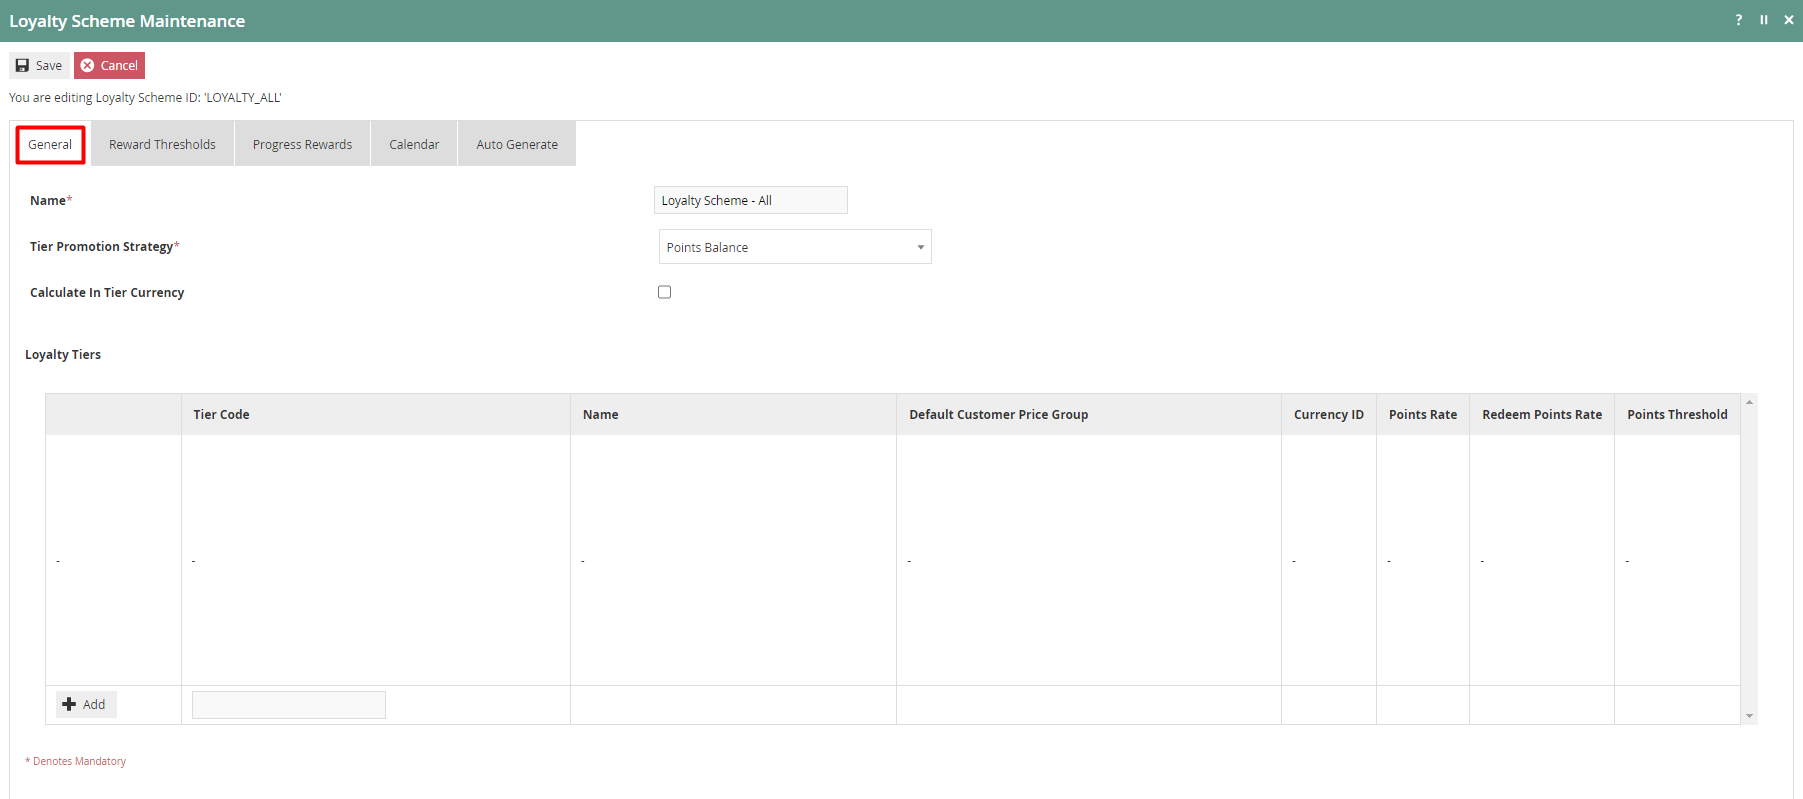 Loyalty Scheme Maintenance ?
Save Cancel
You are editing Loyalty Scheme ID: 'LOYALTY_ALL'
General Reward Thresholds Progress Rewards Calendar Auto Generate
Name* Loyalty Scheme - All
Tier Promotion Strategy* Points Balance
Calculate In Tier Currency
Loyalty Tiers
Tier Code Name Default Customer Price Group Currency ID Points Rate Redeem Points Rate Points Threshold
- - - - - - - -
Add
* Denotes Mandatory